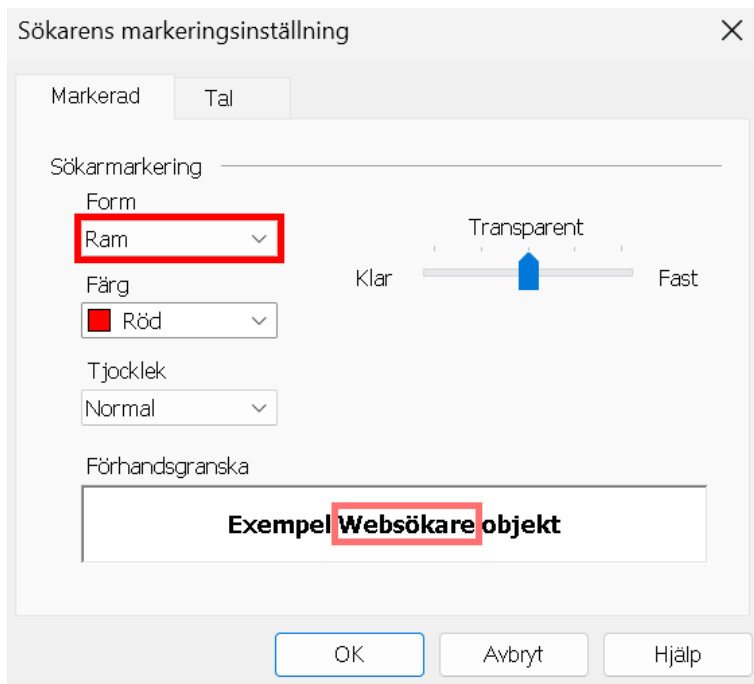 Sökarens markeringsinställning
Markerad
Tal
Sökarmarkering
Form
Ram
Transparent
Klar
Fast
Färg
Röd
Tjocklek
Normal
Förhandsgranska
Exempel Websökare objekt
OK
Avbryt
Hjälp